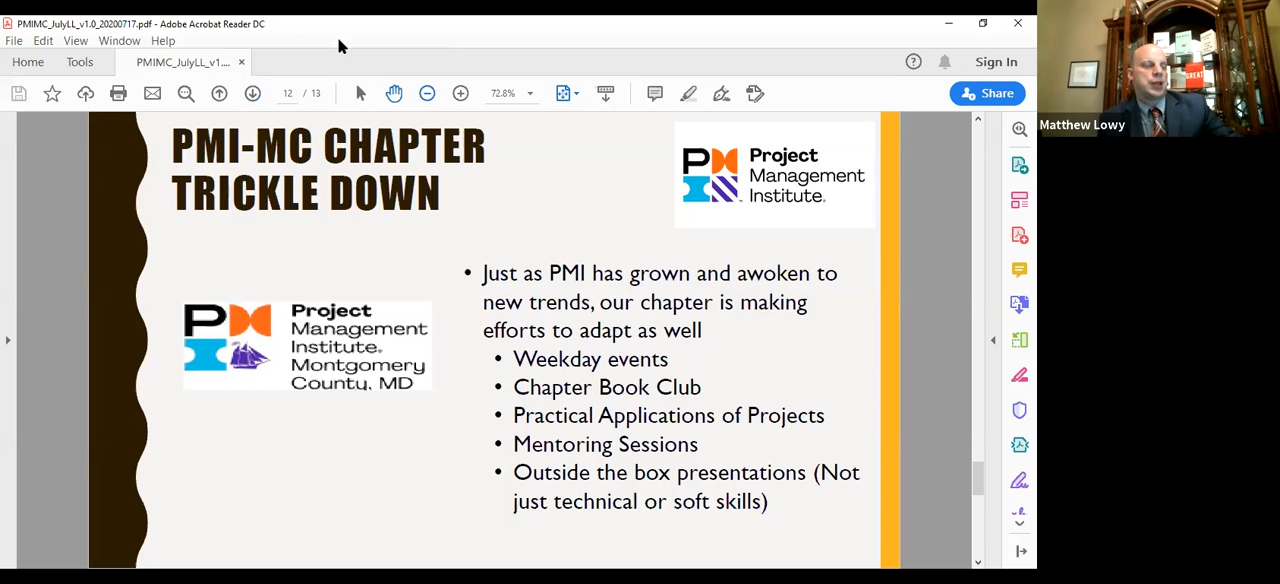 PMIMC_JulyLL_v1.0_20200717.pdf - Adobe Acrobat Reader DC
File Edit View Window Help
Home Tools PMIMC_JulyLL_v1.... × Sign In
12 / 13 72.8% Share
PMI-MC CHAPTER
TRICKLE DOWN
Project
Management
Institute.
Project
Management
Institute.
Montgomery
County, MD
• Just as PMI has grown and awoken to
new trends, our chapter is making
efforts to adapt as well
• Weekday events
• Chapter Book Club
• Practical Applications of Projects
• Mentoring Sessions
• Outside the box presentations (Not
just technical or soft skills)
GREAT
Matthew Lowy